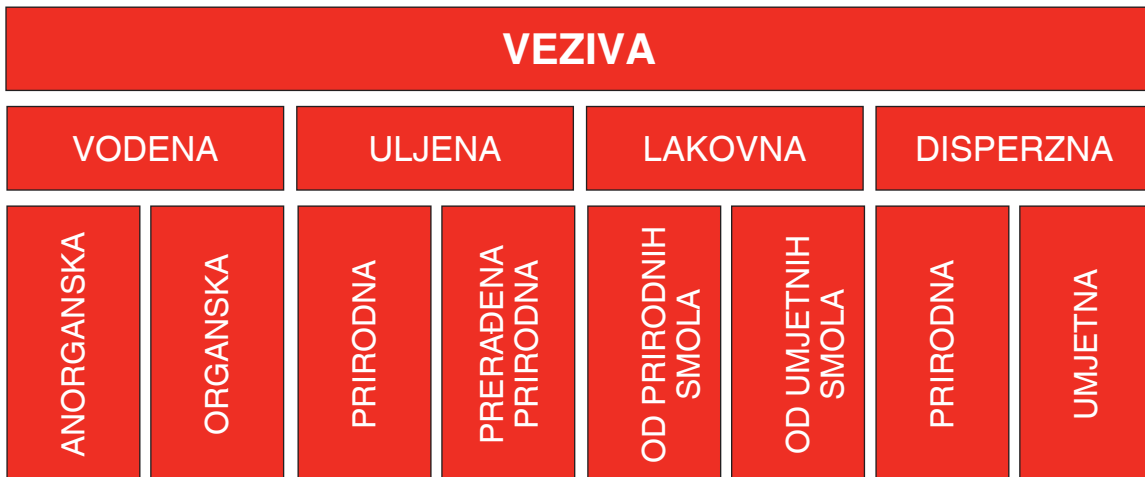 VEZIVA
VODENA
ULJENA
LAKOVNA
DISPERZNA
ANORGANSKA
ORGANSKA
PRIRODNA
PRERAĐENA
PRIRODNA
OD PRIRODNIH
SMOLA
OD UMJETNIH
SMOLA
PRIRODNA
UMJETNA